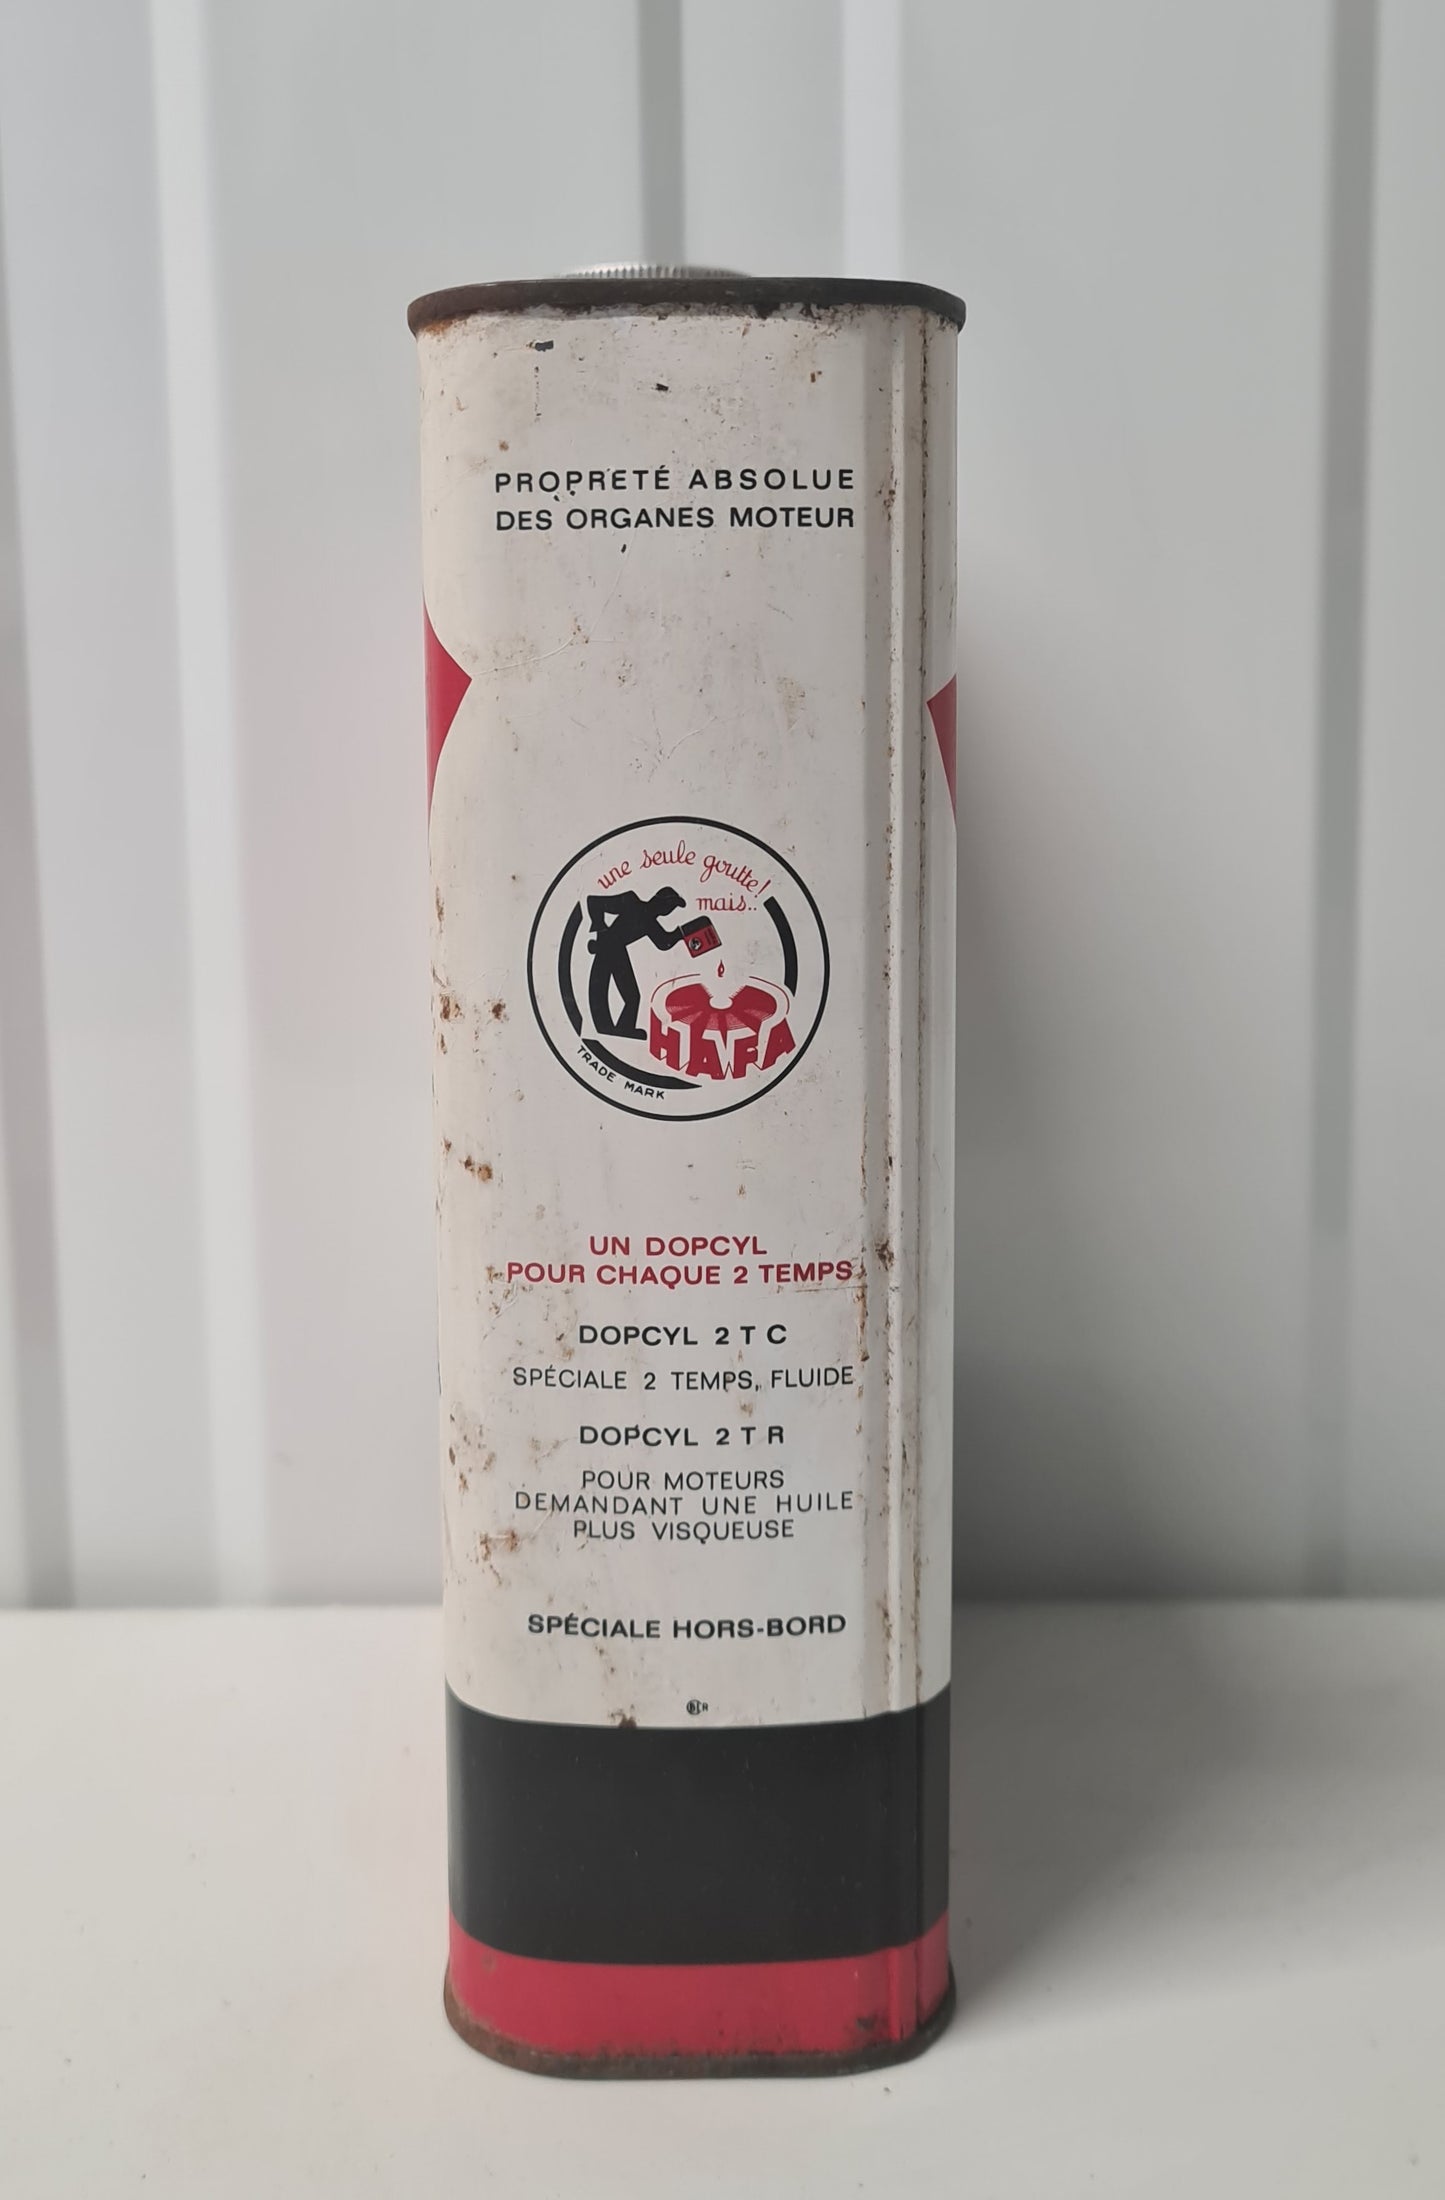 PROPRETÉ ABSOLUE
DES ORGANES MOTEUR
une seule goutte!
mais..
HAFA
TRADE MARK
UN DOPCYL
POUR CHAQUE 2 TEMPS
DOPCYL 2 T C
SPÉCIALE 2 TEMPS, FLUIDE
DOPCYL 2 T R
POUR MOTEURS
DEMANDANT UNE HUILE
PLUS VISQUEUSE
SPÉCIALE HORS-BORD